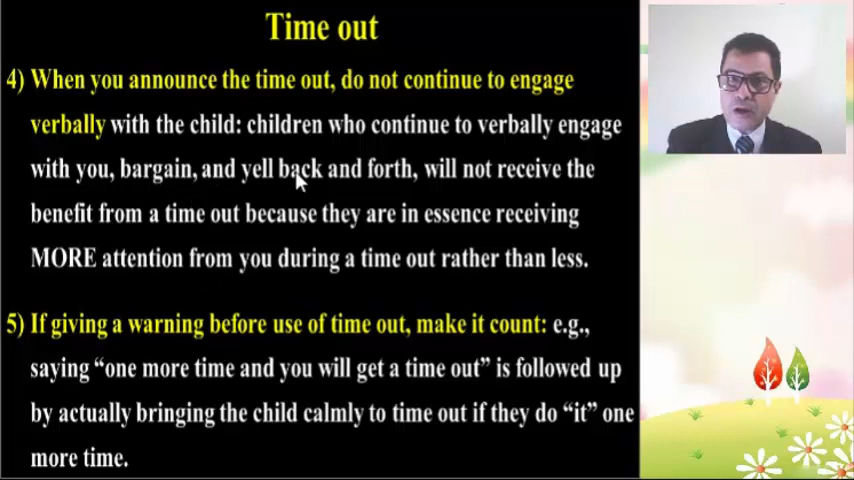 Time out
4) When you announce the time out, do not continue to engage
verbally with the child: children who continue to verbally engage
with you, bargain, and yell back and forth, will not receive the
benefit from a time out because they are in essence receiving
MORE attention from you during a time out rather than less.
5) If giving a warning before use of time out, make it count: e.g.,
saying “one more time and you will get a time out” is followed up
by actually bringing the child calmly to time out if they do “it” one
more time.